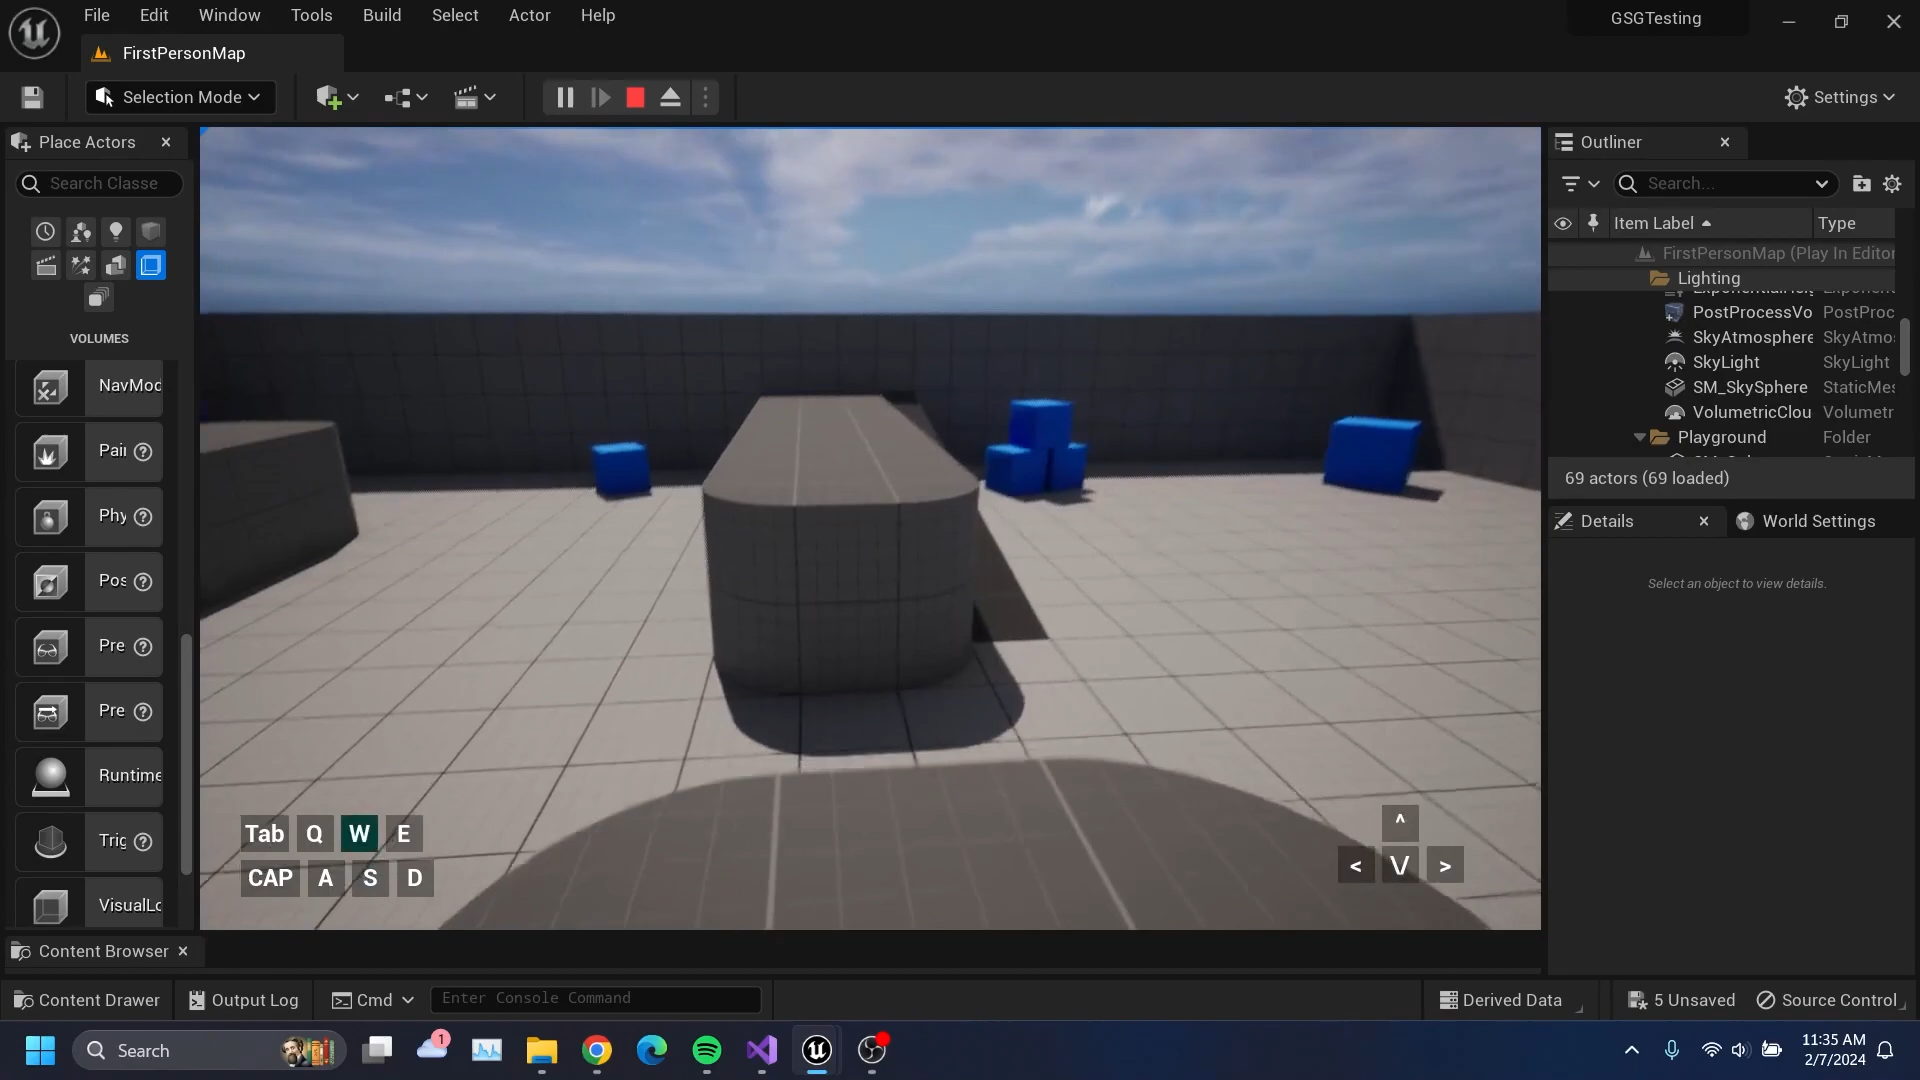 File Edit Window Tools Build Select Actor Help
GSGTesting
FirstPersonMap
Selection Mode
Settings
Place Actors
Search Classe
VOLUMES
NavMod
Pai
Phy
Pos
Pre
Pre
Runtime
Trig
VisualLo
Tab Q W E
CAP A S D
^
< \/ >
Outliner
Search...
Item Label Type
FirstPersonMap (Play In Editor
Lighting
PostProcessVo PostProc
SkyAtmosphere SkyAtmo
SkyLight SkyLight
SM_SkySphere StaticMes
VolumetricClou Volumetr
Playground Folder
69 actors (69 loaded)
Details World Settings
Select an object to view details.
Content Browser
Content Drawer Output Log Cmd Enter Console Command Derived Data 5 Unsaved Source Control
Search 1
11:35 AM
2/7/2024